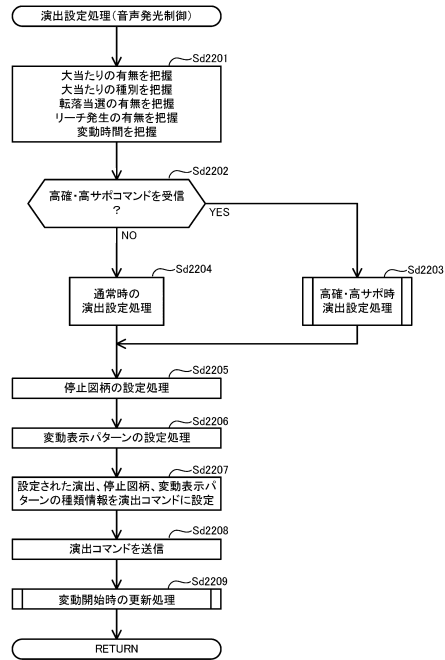 演出設定処理(音声発光制御)
Sd2201
大当たりの有無を把握
大当たりの種別を把握
転落当選の有無を把握
リーチ発生の有無を把握
変動時間を把握
Sd2202
高確・高サポコマンドを受信
?
YES
NO
Sd2204
通常時の
演出設定処理
Sd2203
高確・高サポ時
演出設定処理
Sd2205
停止図柄の設定処理
Sd2206
変動表示パターンの設定処理
Sd2207
設定された演出、停止図柄、変動表示パ
ターンの種類情報を演出コマンドに設定
Sd2208
演出コマンドを送信
Sd2209
変動開始時の更新処理
RETURN